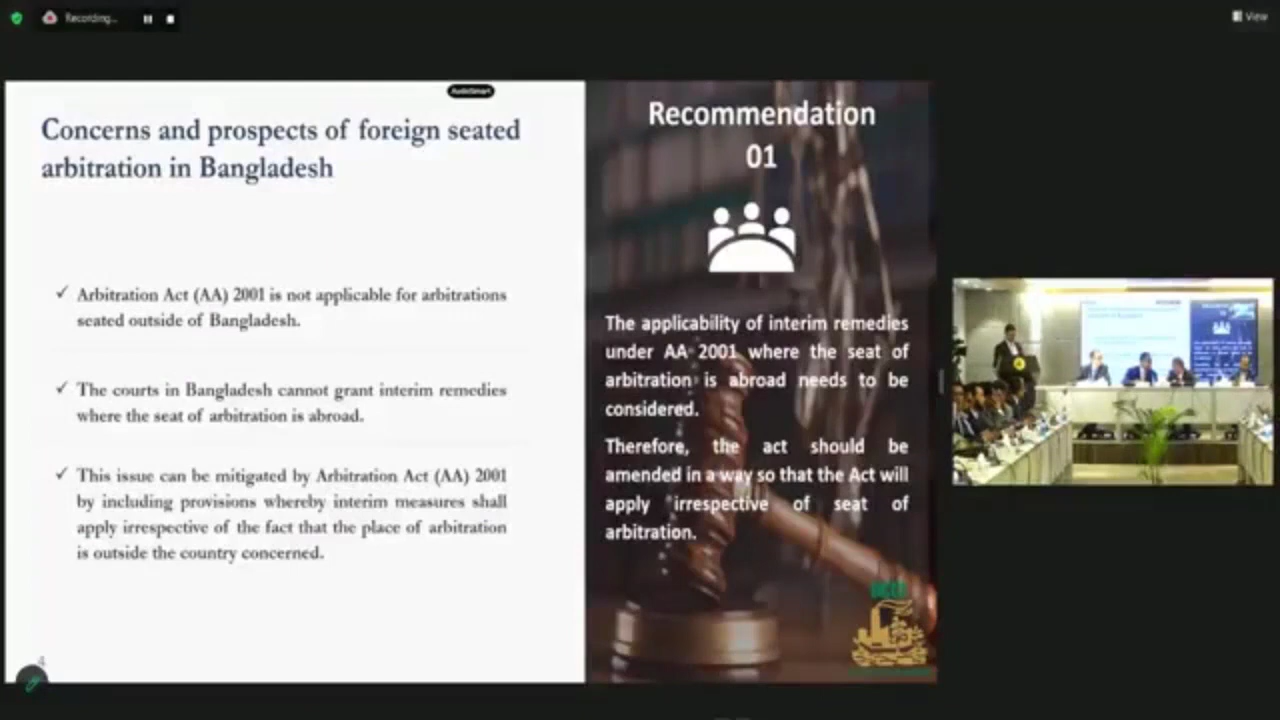 Recording...
View
AudioSmart
Concerns and prospects of foreign seated
arbitration in Bangladesh
✓ Arbitration Act (AA) 2001 is not applicable for arbitrations
seated outside of Bangladesh.
✓ The courts in Bangladesh cannot grant interim remedies
where the seat of arbitration is abroad.
✓ This issue can be mitigated by Arbitration Act (AA) 2001
by including provisions whereby interim measures shall
apply irrespective of the fact that the place of arbitration
is outside the country concerned.
4
Recommendation
01
The applicability of interim remedies
under AA 2001 where the seat of
arbitration is abroad needs to be
considered.
Therefore, the act should be
amended in a way so that the Act will
apply irrespective of seat of
arbitration.